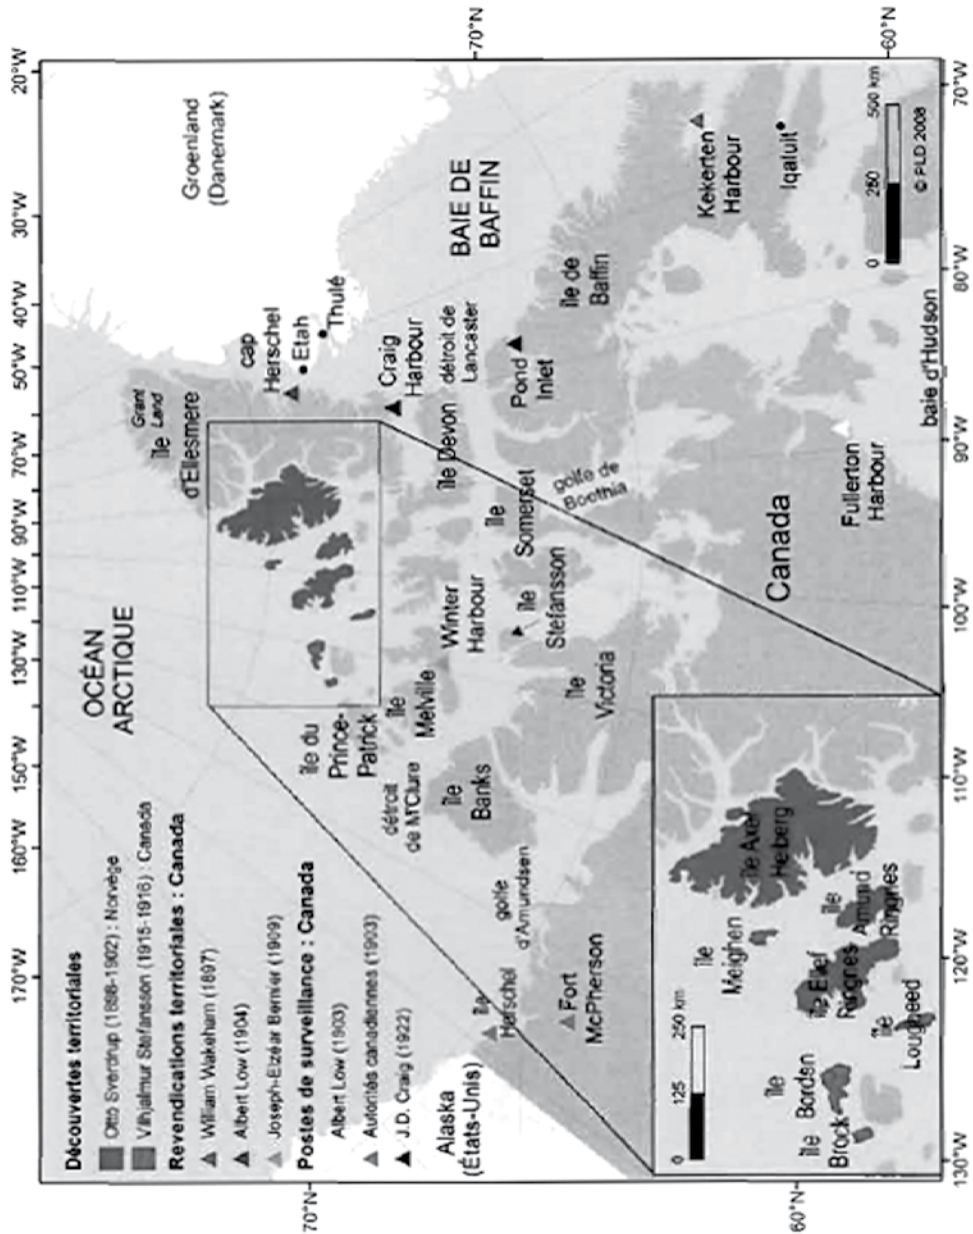 20°W
30°W
40°W
50°W
70°W
90°W
110°W
130°W
150°W
160°W
170°W
70°N
60°N
70°W
80°W
90°W
100°W
110°W
120°W
130°W
70°N
60°N
Découvertes territoriales
Otto Sverdrup (1898-1902) : Norvège
Vilhjalmur Stefansson (1915-1916) : Canada
Revendications territoriales : Canada
William Wakeham (1897)
Albert Low (1904)
Joseph-Elzéar Bernier (1909)
Postes de surveillance : Canada
Albert Low (1903)
Autorités canadiennes (1903)
J.D. Craig (1922)
OCÉAN
ARCTIQUE
Groenland
(Danemark)
Grant
Land
île
d'Ellesmere
cap
Herschel
Etah
Thulé
Craig
Harbour
BAIE DE
BAFFIN
détroit de
Lancaster
île Devon
Pond
Inlet
île de
Baffin
Kekerten
Harbour
Iqaluit
île
Somerset
golfe de
Boothia
île
Stefansson
Winter
Harbour
île
Melville
île du
Prince-
Patrick
détroit
de M'Clure
île
Banks
île
Victoria
golfe
d'Amundsen
île
Herschel
Fort
McPherson
Alaska
(États-Unis)
Canada
Fullerton
Harbour
baie d'Hudson
0 250 500 km
© PLD 2008
0 125 250 km
île Axel
Heiberg
île
Meighen
île
Amund
Ringnes
île Ellef
Ringnes
île
Lougheed
île
Borden
île
Brock